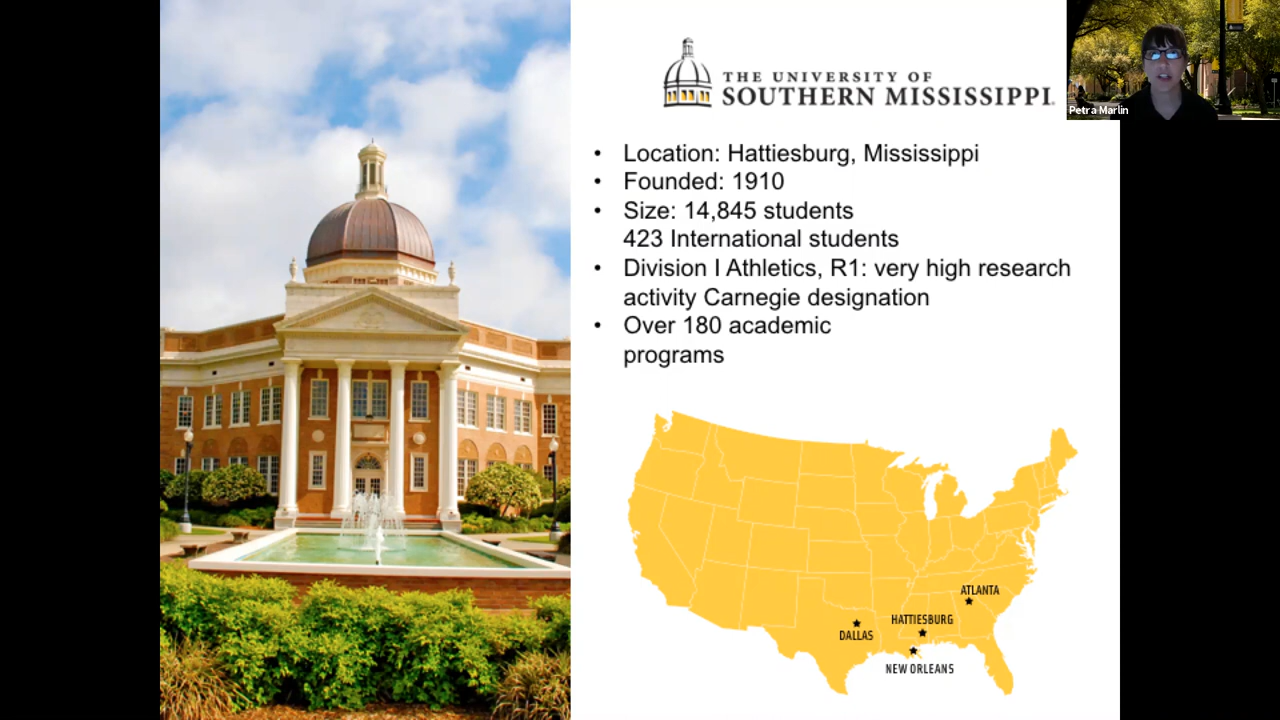 THE UNIVERSITY OF
SOUTHERN MISSISSIPPI.
Petra Marlin
• Location: Hattiesburg, Mississippi
• Founded: 1910
• Size: 14,845 students
423 International students
• Division I Athletics, R1: very high research
activity Carnegie designation
• Over 180 academic
programs
ATLANTA
HATTIESBURG
DALLAS
NEW ORLEANS